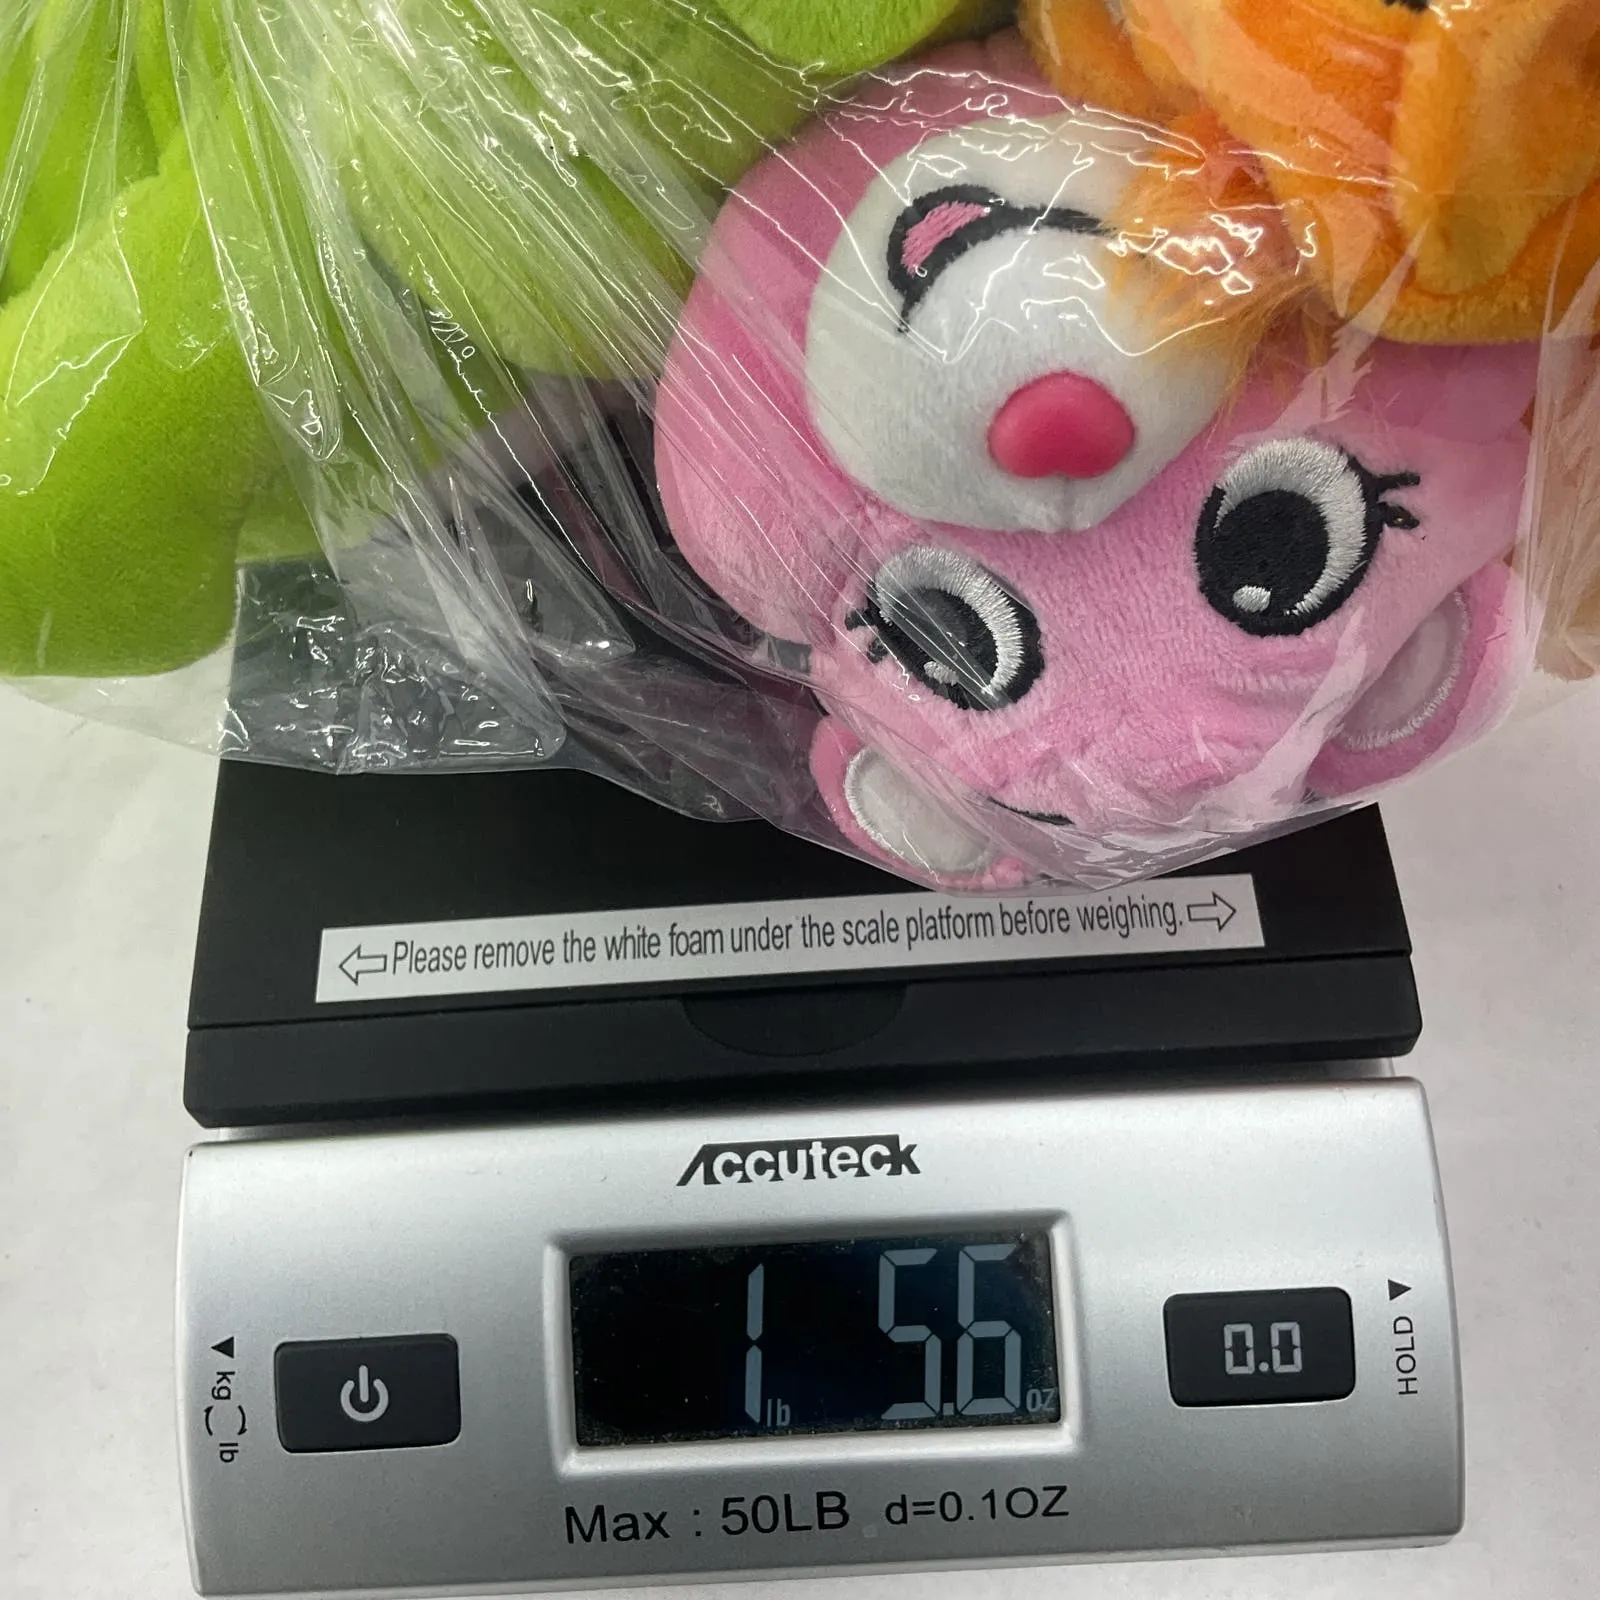 ⇦Please remove the white foam under the scale platform before weighing.⇨
Accuteck
1 lb 5.6 oz
0.0
▼ kg lb
HOLD ▼
Max : 50LB d=0.1OZ